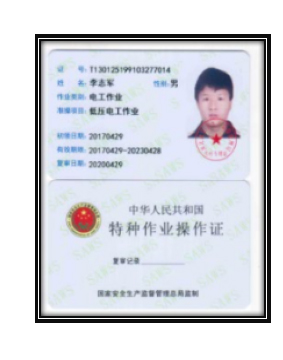 证 号: T130125199103277014
姓 名: 李志军 性别: 男
作业类别: 电工作业
准操项目: 低压电工作业
初领日期: 20170429
有效期限: 20170429-20230428
复审日期: 20200429
中华人民共和国
特种作业操作证
复审记录
国家安全生产监督管理总局监制